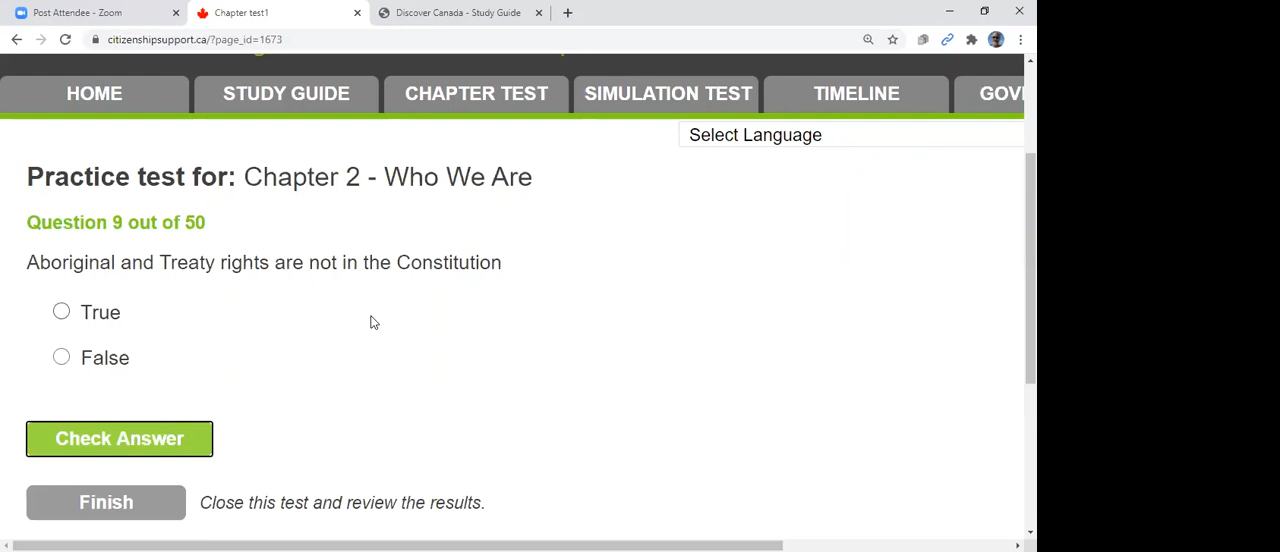 Post Attendee - Zoom
Chapter test1
Discover Canada - Study Guide
citizenshipsupport.ca/?page_id=1673
HOME
STUDY GUIDE
CHAPTER TEST
SIMULATION TEST
TIMELINE
Select Language
Practice test for: Chapter 2 - Who We Are
Question 9 out of 50
Aboriginal and Treaty rights are not in the Constitution
True
False
Check Answer
Finish
Close this test and review the results.